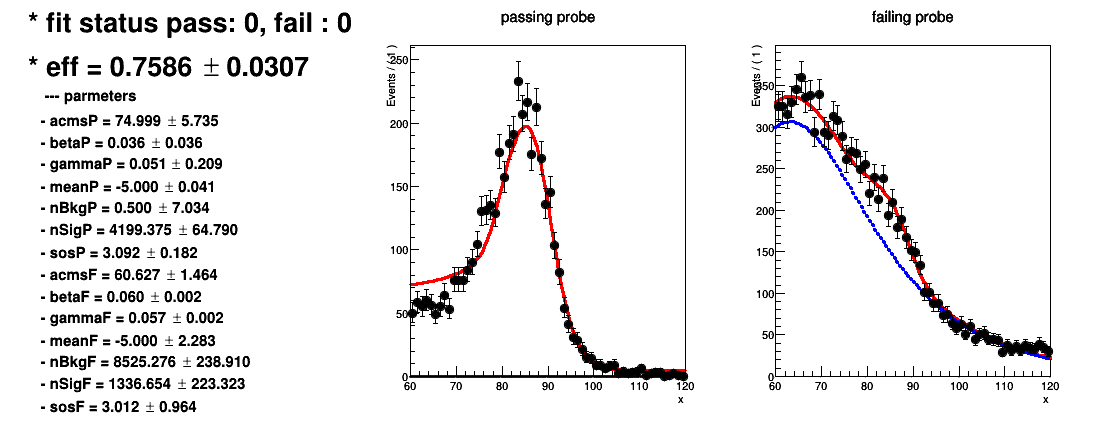 * fit status pass: 0, fail : 0
* eff = 0.7586 ± 0.0307
--- parmeters
- acmsP = 74.999 ± 5.735
- betaP = 0.036 ± 0.036
- gammaP = 0.051 ± 0.209
- meanP = -5.000 ± 0.041
- nBkgP = 0.500 ± 7.034
- nSigP = 4199.375 ± 64.790
- sosP = 3.092 ± 0.182
- acmsF = 60.627 ± 1.464
- betaF = 0.060 ± 0.002
- gammaF = 0.057 ± 0.002
- meanF = -5.000 ± 2.283
- nBkgF = 8525.276 ± 238.910
- nSigF = 1336.654 ± 223.323
- sosF = 3.012 ± 0.964
passing probe
Events / ( 1 )
250
200
150
100
50
0
60 70 80 90 100 110 120
x
failing probe
Events / ( 1 )
350
300
250
200
150
100
50
0
60 70 80 90 100 110 120
x